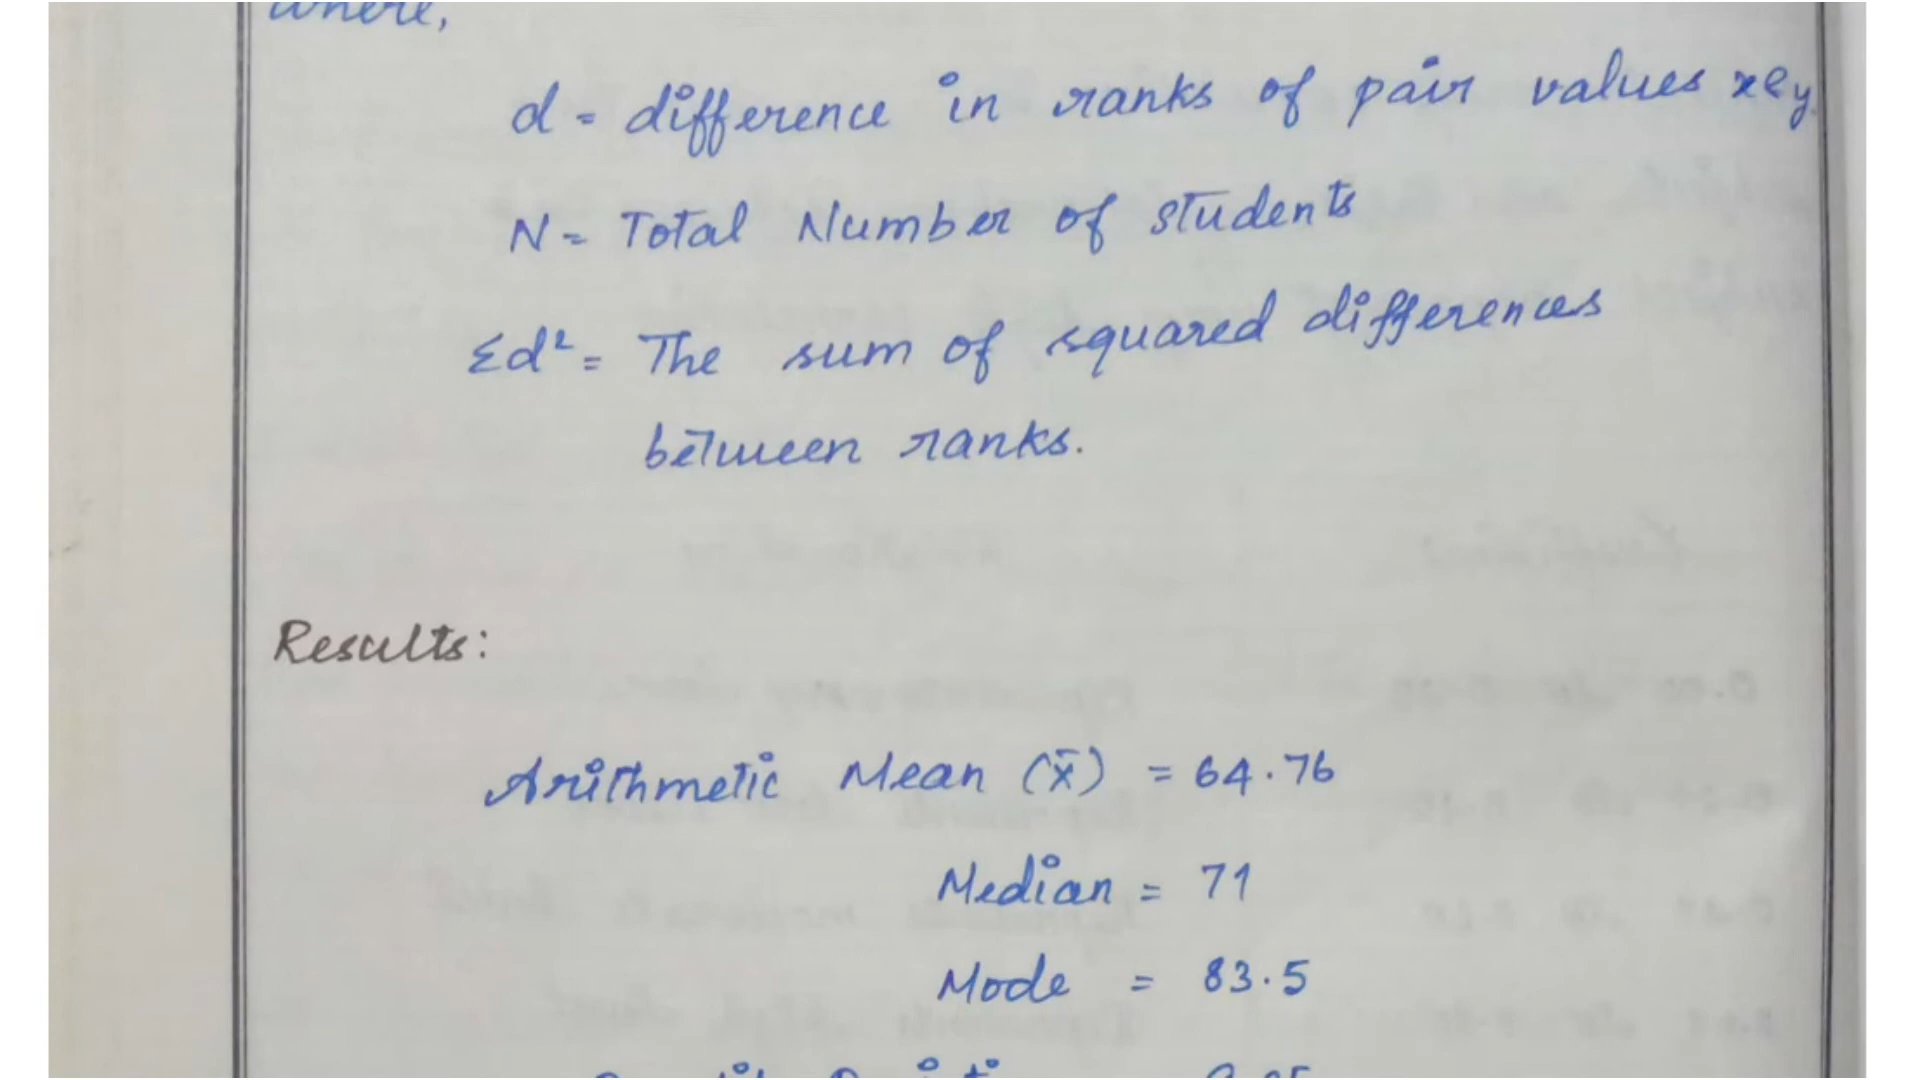 where,
d = difference in ranks of pair values x & y.
N = Total Number of students
Σd² = The sum of squared differences
between ranks.
Results:
Arithmetic Mean (x̄) = 64.76
Median = 71
Mode = 83.5